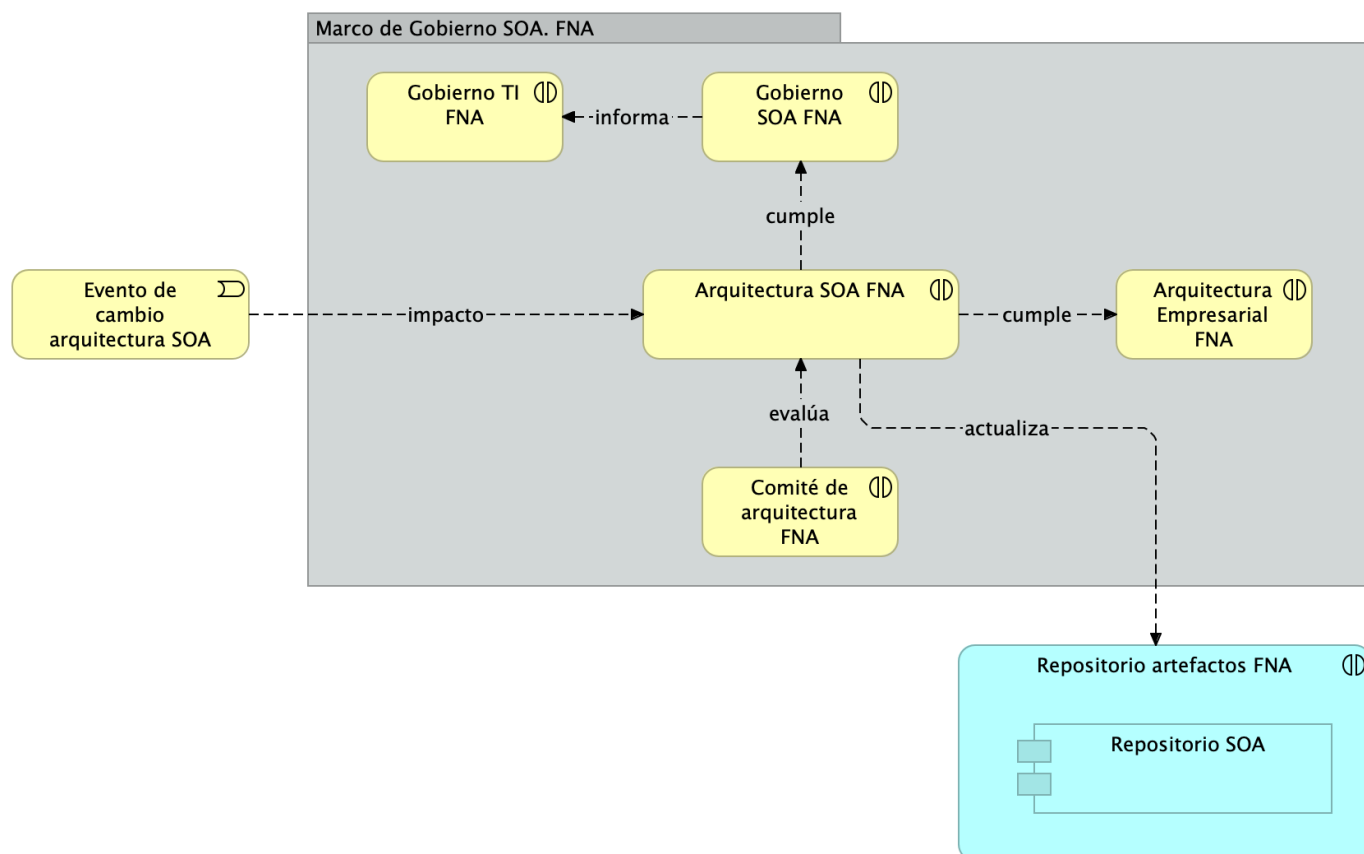 Marco de Gobierno SOA. FNA
Gobierno TI
FNA
informa
Gobierno
SOA FNA
cumple
Evento de
cambio
arquitectura SOA
impacto
Arquitectura SOA FNA
cumple
Arquitectura
Empresarial
FNA
evalúa
actualiza
Comité de
arquitectura
FNA
Repositorio artefactos FNA
Repositorio SOA